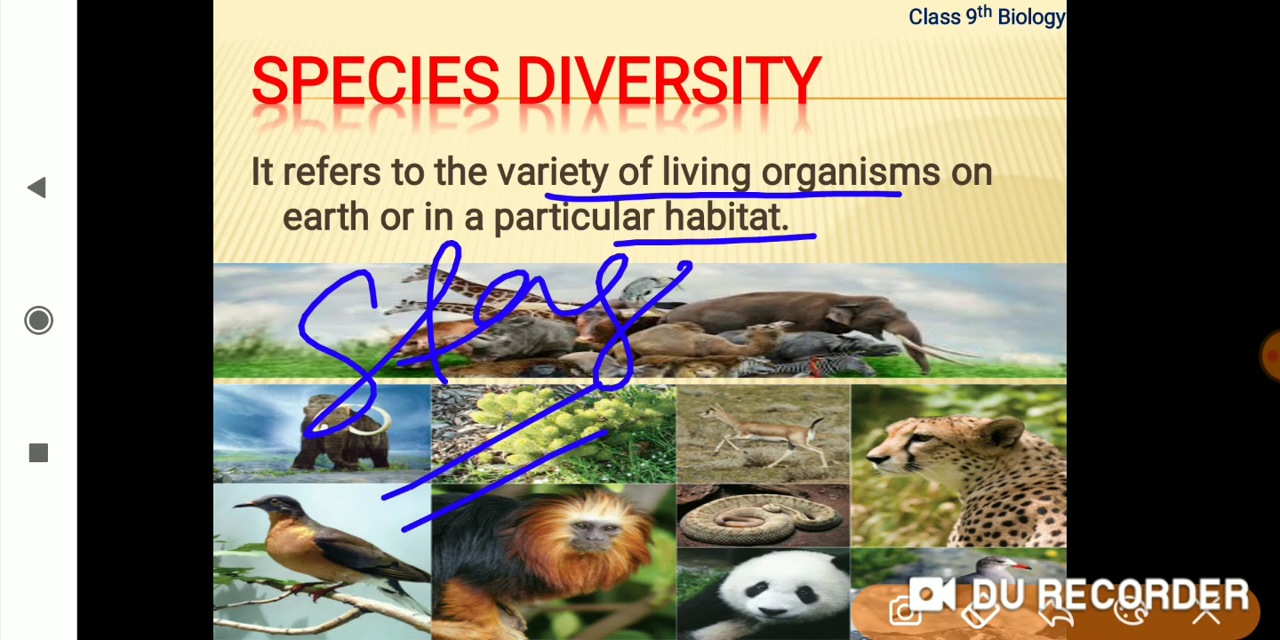 Class 9th Biology
SPECIES DIVERSITY
It refers to the variety of living organisms on
earth or in a particular habitat.
DU RECORDER